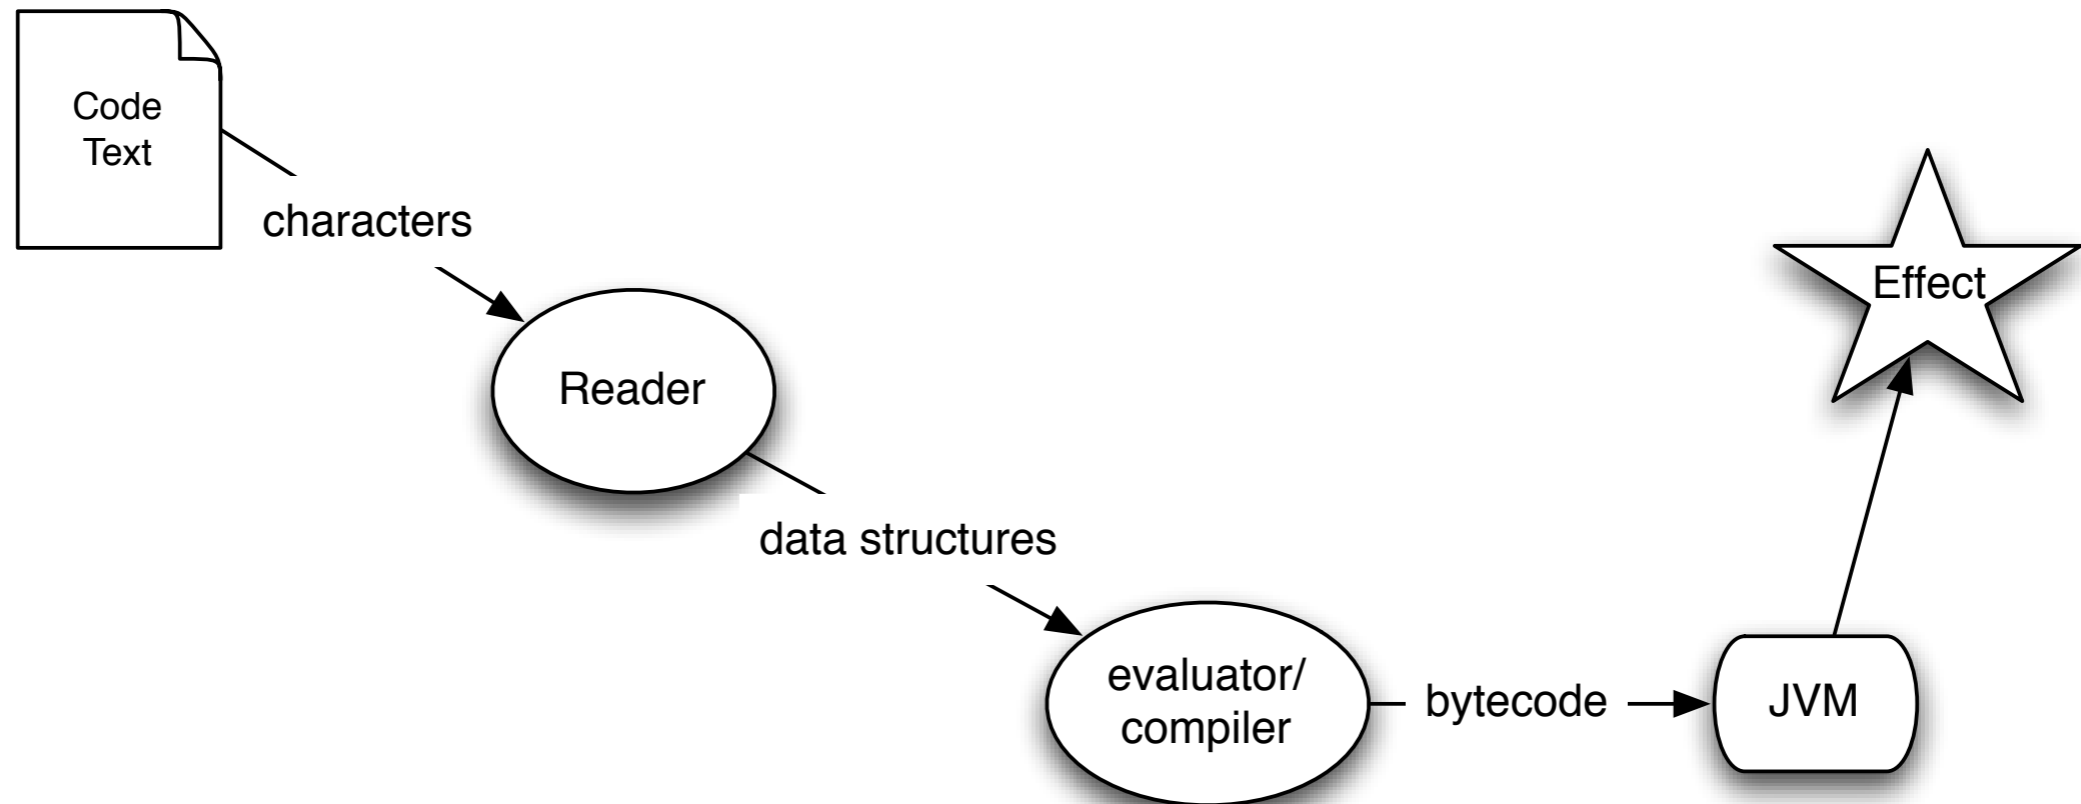 Code
Text
characters
Reader
data structures
evaluator/
compiler
bytecode
JVM
Effect